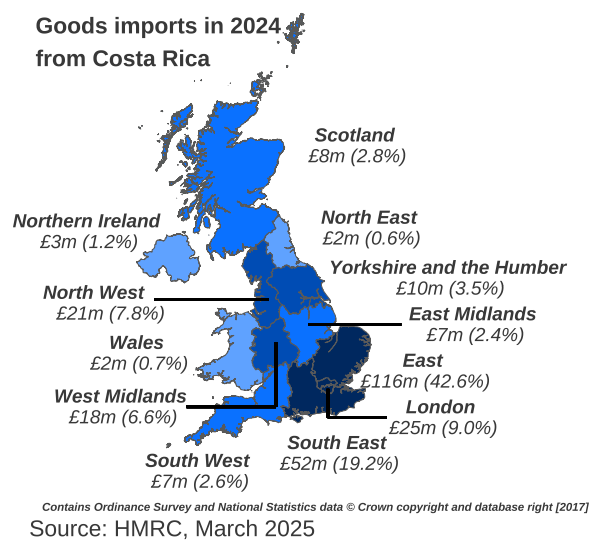 Goods imports in 2024
from Costa Rica
Scotland
£8m (2.8%)
Northern Ireland
£3m (1.2%)
North East
£2m (0.6%)
Yorkshire and the Humber
£10m (3.5%)
North West
£21m (7.8%)
East Midlands
£7m (2.4%)
Wales
£2m (0.7%)
East
£116m (42.6%)
West Midlands
£18m (6.6%)
London
£25m (9.0%)
South East
£52m (19.2%)
South West
£7m (2.6%)
Contains Ordinance Survey and National Statistics data © Crown copyright and database right [2017]
Source: HMRC, March 2025